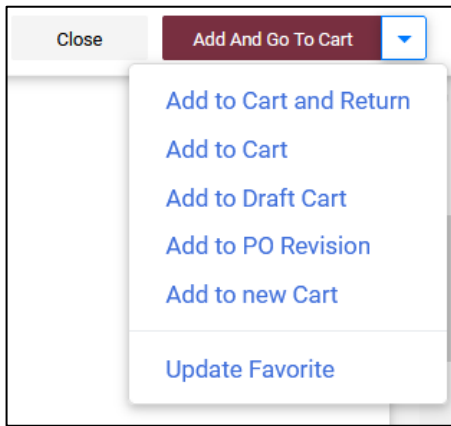 Close
Add And Go To Cart
Add to Cart and Return
Add to Cart
Add to Draft Cart
Add to PO Revision
Add to new Cart
Update Favorite